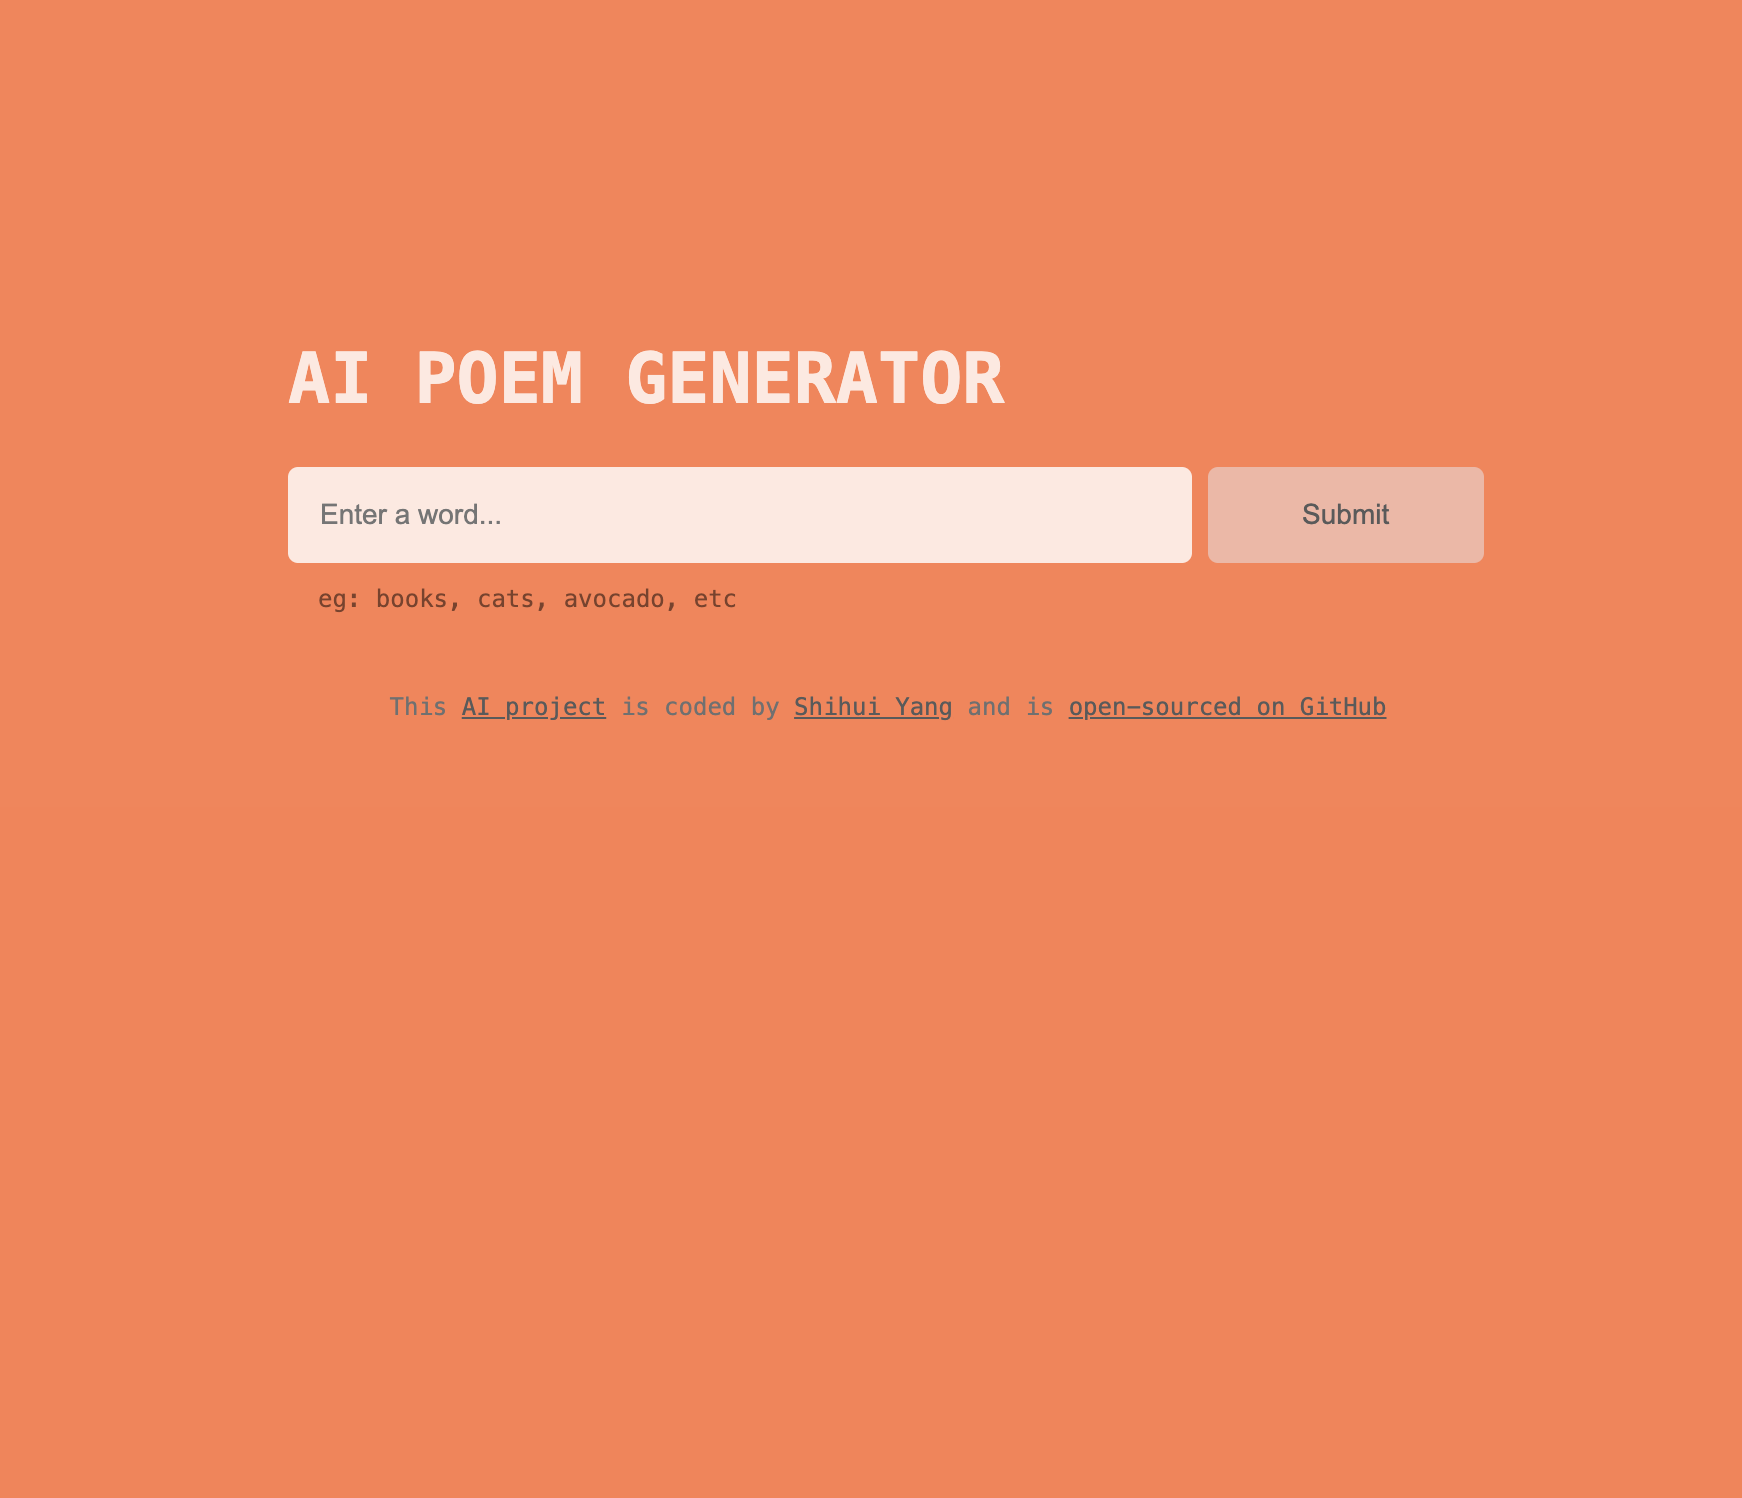 AI POEM GENERATOR
Enter a word...
Submit
eg: books, cats, avocado, etc
This AI project is coded by Shihui Yang and is open-sourced on GitHub